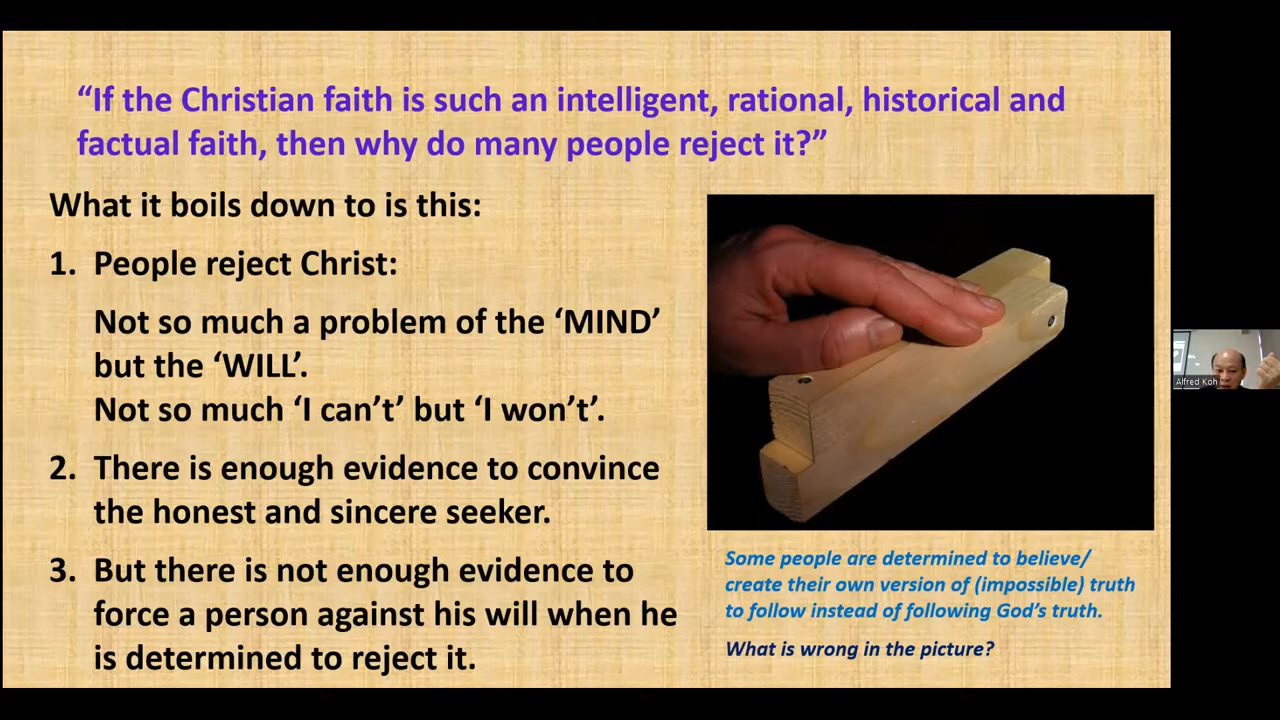 “If the Christian faith is such an intelligent, rational, historical and
factual faith, then why do many people reject it?”
What it boils down to is this:
1. People reject Christ:
Not so much a problem of the ‘MIND’
but the ‘WILL’.
Not so much ‘I can’t’ but ‘I won’t’.
2. There is enough evidence to convince
the honest and sincere seeker.
3. But there is not enough evidence to
force a person against his will when he
is determined to reject it.
Some people are determined to believe/
create their own version of (impossible) truth
to follow instead of following God’s truth.
What is wrong in the picture?
Alfred Koh